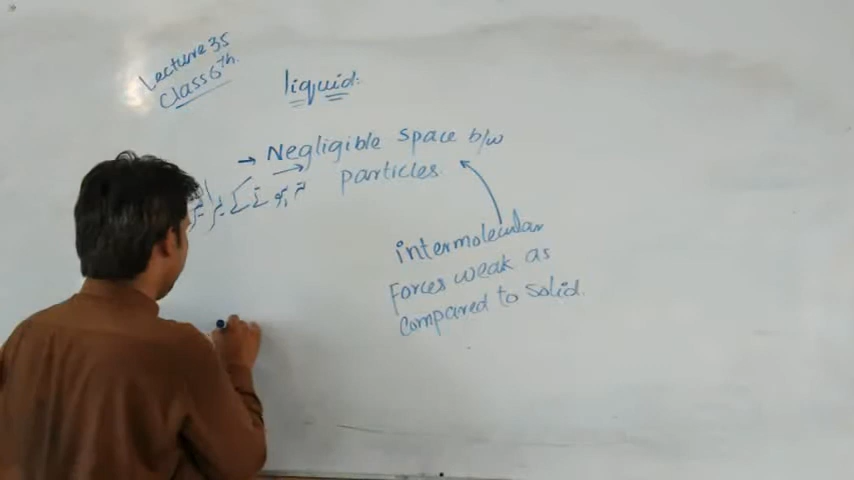 Lecture 35
Class 6th.
liquid:
→ Negligible space b/w
particles.
intermolecular
Forces weak as
Compared to Solid.